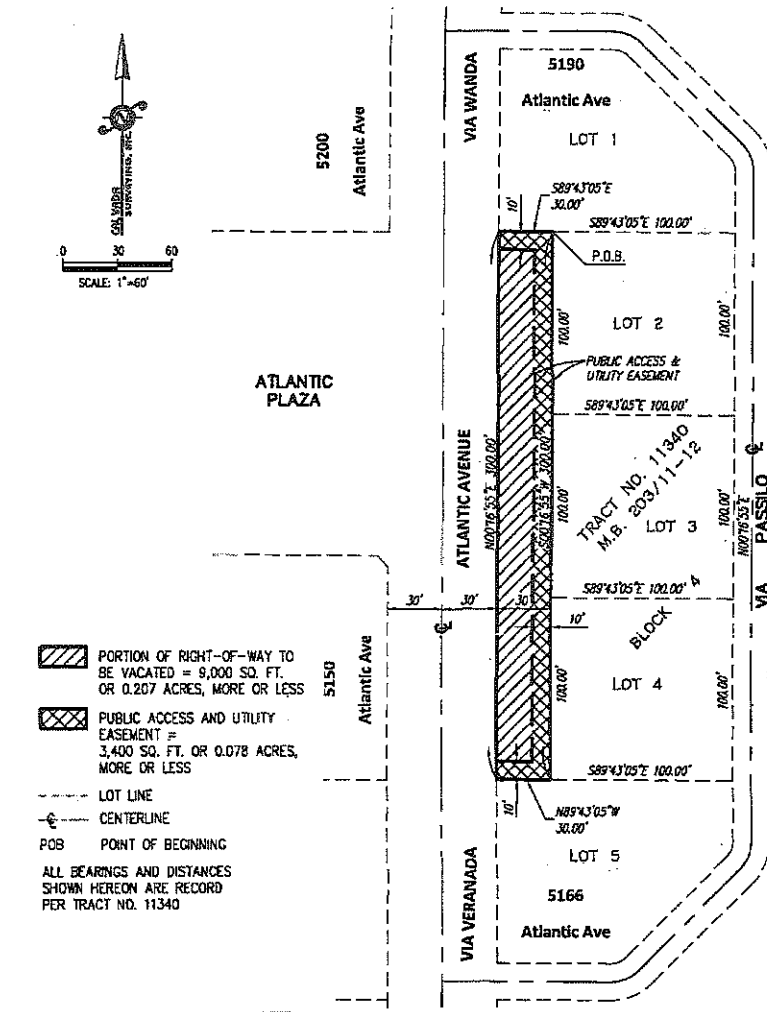 5190
Atlantic Ave
LOT 1
VIA WANDA
5200
Atlantic Ave
N
CALVADA
SURVEYING, INC.
0 30 60
SCALE: 1"=60'
10'
S89°43'05"E
30.00'
S89°43'05"E 100.00'
P.O.B.
100.00'
LOT 2
100.00'
PUBLIC ACCESS &
UTILITY EASEMENT
S89°43'05"E 100.00'
ATLANTIC
PLAZA
ATLANTIC AVENUE
N00°16'55"E 300.00'
S00°16'55"W 300.00'
100.00'
TRACT NO. 11340
M.B. 203/11-12
LOT 3
100.00'
N00°16'55"E
VIA PASSILO
S89°43'05"E 100.00'
30' 30' 30'
10'
BLOCK 4
100.00'
LOT 4
100.00'
S89°43'05"E 100.00'
5150
Atlantic Ave
PORTION OF RIGHT-OF-WAY TO
BE VACATED = 9,000 SQ. FT.
OR 0.207 ACRES, MORE OR LESS
PUBLIC ACCESS AND UTILITY
EASEMENT =
3,400 SQ. FT. OR 0.078 ACRES,
MORE OR LESS
LOT LINE
CENTERLINE
POB POINT OF BEGINNING
ALL BEARINGS AND DISTANCES
SHOWN HEREON ARE RECORD
PER TRACT NO. 11340
10'
N89°43'05"W
30.00'
LOT 5
5166
Atlantic Ave
VIA VERANADA